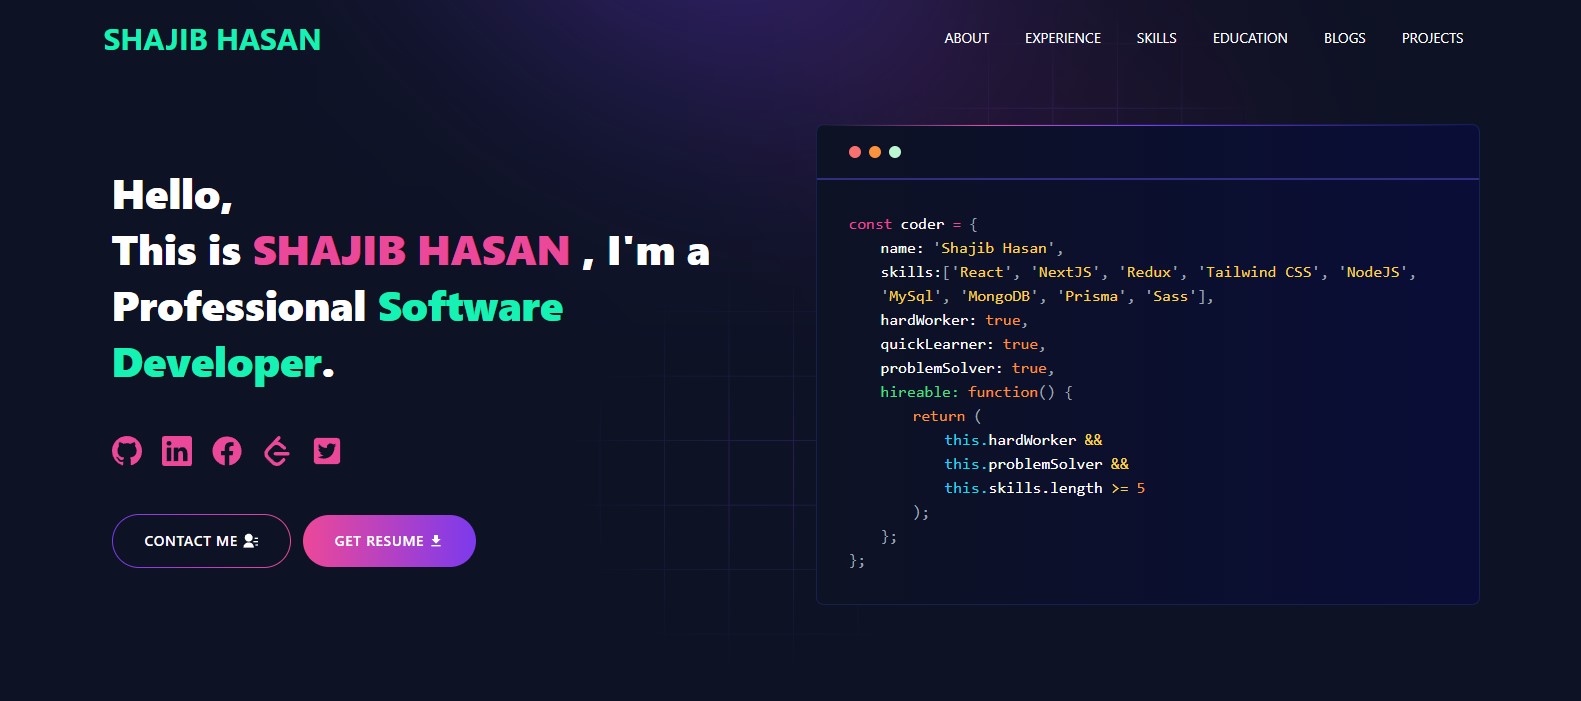 SHAJIB HASAN
ABOUT EXPERIENCE SKILLS EDUCATION BLOGS PROJECTS
Hello,
This is SHAJIB HASAN , I'm a
Professional Software
Developer.
CONTACT ME GET RESUME
const coder = {
name: 'Shajib Hasan',
skills:['React', 'NextJS', 'Redux', 'Tailwind CSS', 'NodeJS',
'MySql', 'MongoDB', 'Prisma', 'Sass'],
hardWorker: true,
quickLearner: true,
problemSolver: true,
hireable: function() {
return (
this.hardWorker &&
this.problemSolver &&
this.skills.length >= 5
);
};
};